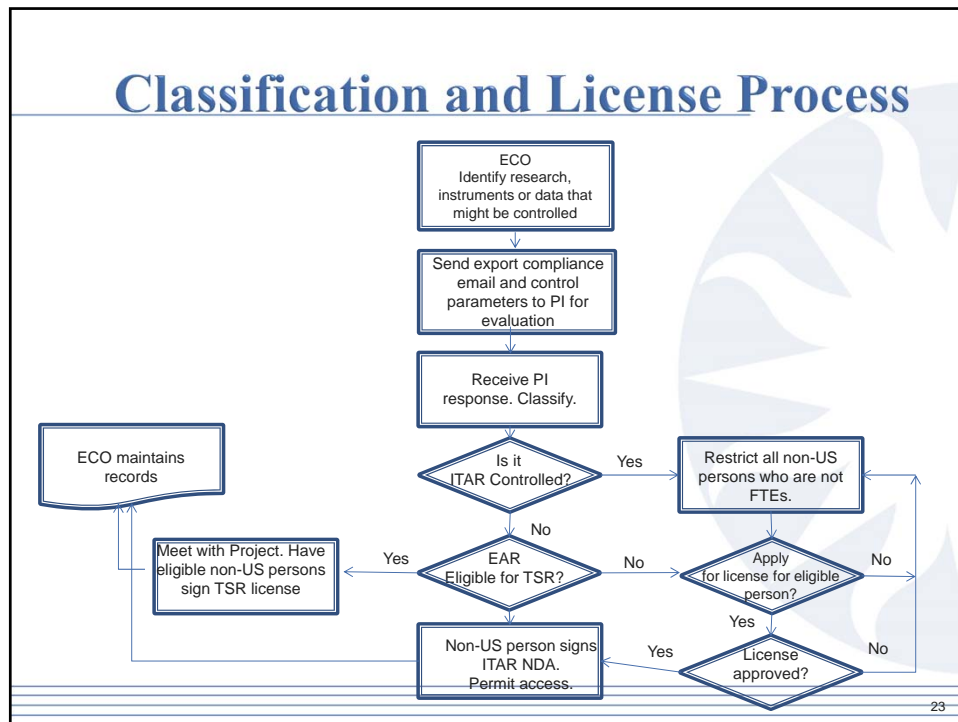 Classification and License Process
ECO
Identify research,
instruments or data that
might be controlled
Send export compliance
email and control
parameters to PI for
evaluation
Receive PI
response. Classify.
Is it
ITAR Controlled?
Yes
Restrict all non-US
persons who are not
FTEs.
ECO maintains
records
No
Meet with Project. Have
eligible non-US persons
sign TSR license
Yes
EAR
Eligible for TSR?
No
Apply
for license for eligible
person?
No
Yes
Non-US person signs
ITAR NDA.
Permit access.
Yes
License
approved?
No
23